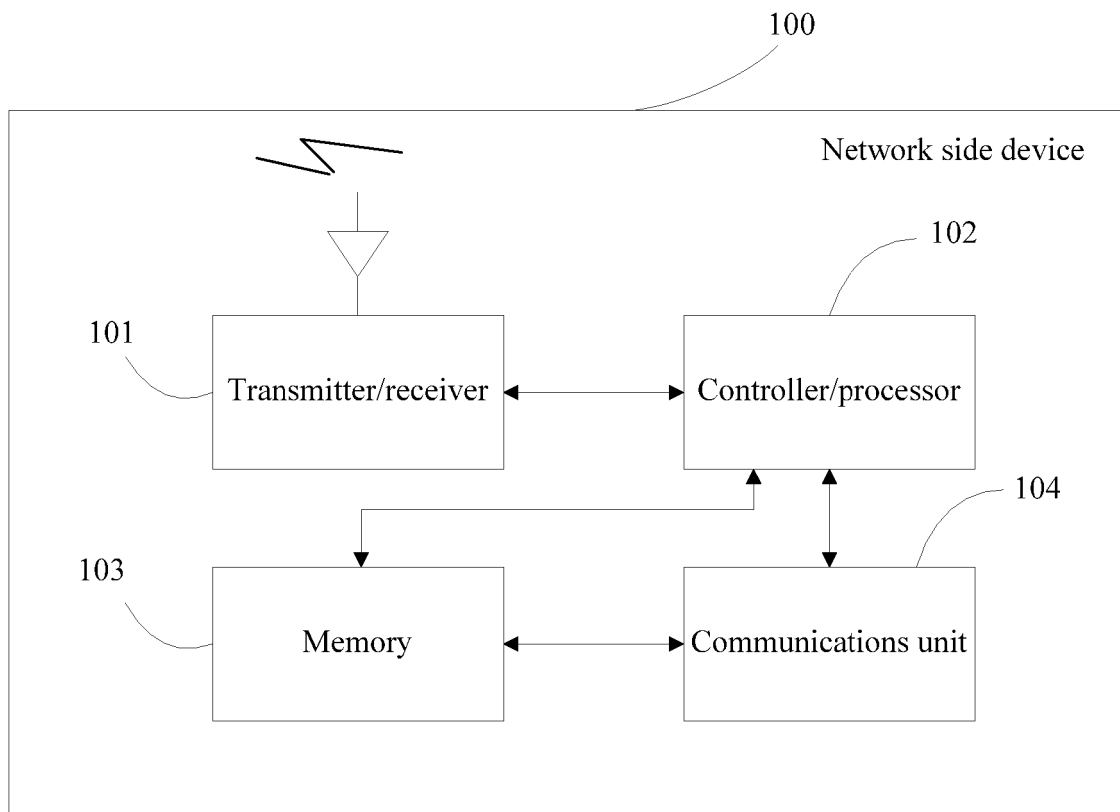 100
Network side device
102
101
Transmitter/receiver
Controller/processor
104
103
Memory
Communications unit